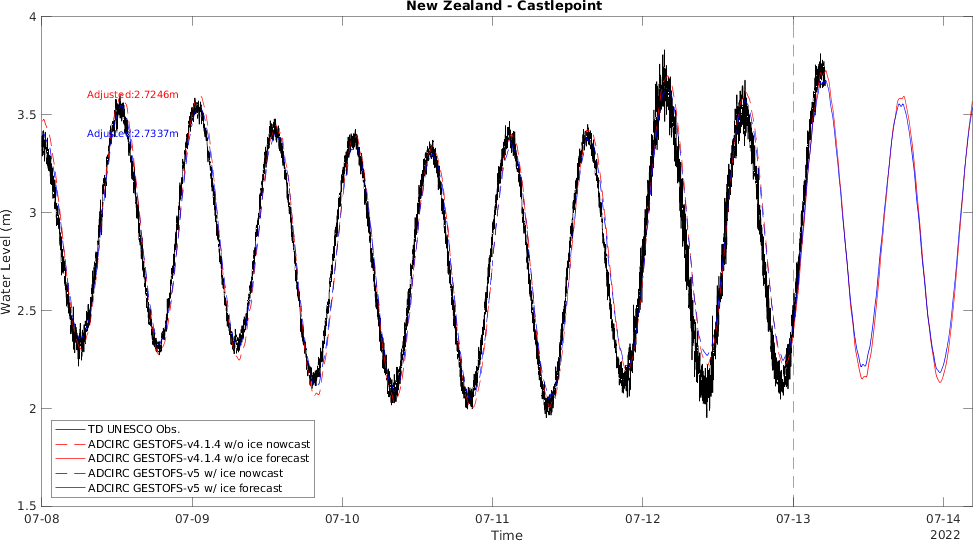 New Zealand - Castlepoint
4
3.5
3
2.5
2
1.5
Water Level (m)
Adjusted:2.7246m
Adjusted:2.7337m
TD UNESCO Obs.
ADCIRC GESTOFS-v4.1.4 w/o ice nowcast
ADCIRC GESTOFS-v4.1.4 w/o ice forecast
ADCIRC GESTOFS-v5 w/ ice nowcast
ADCIRC GESTOFS-v5 w/ ice forecast
07-08 07-09 07-10 07-11 07-12 07-13 07-14
Time
2022